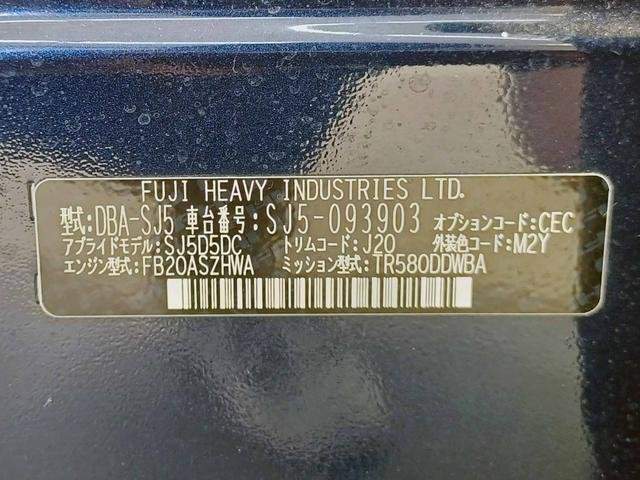 FUJI HEAVY INDUSTRIES LTD.
型式:DBA-SJ5 車台番号:SJ5-093903 オプションコード:CEC
アプライドモデル:SJ5D5DC トリムコード:J20 外装色コード:M2Y
エンジン型式:FB20ASZHWA ミッション型式:TR580DDWBA